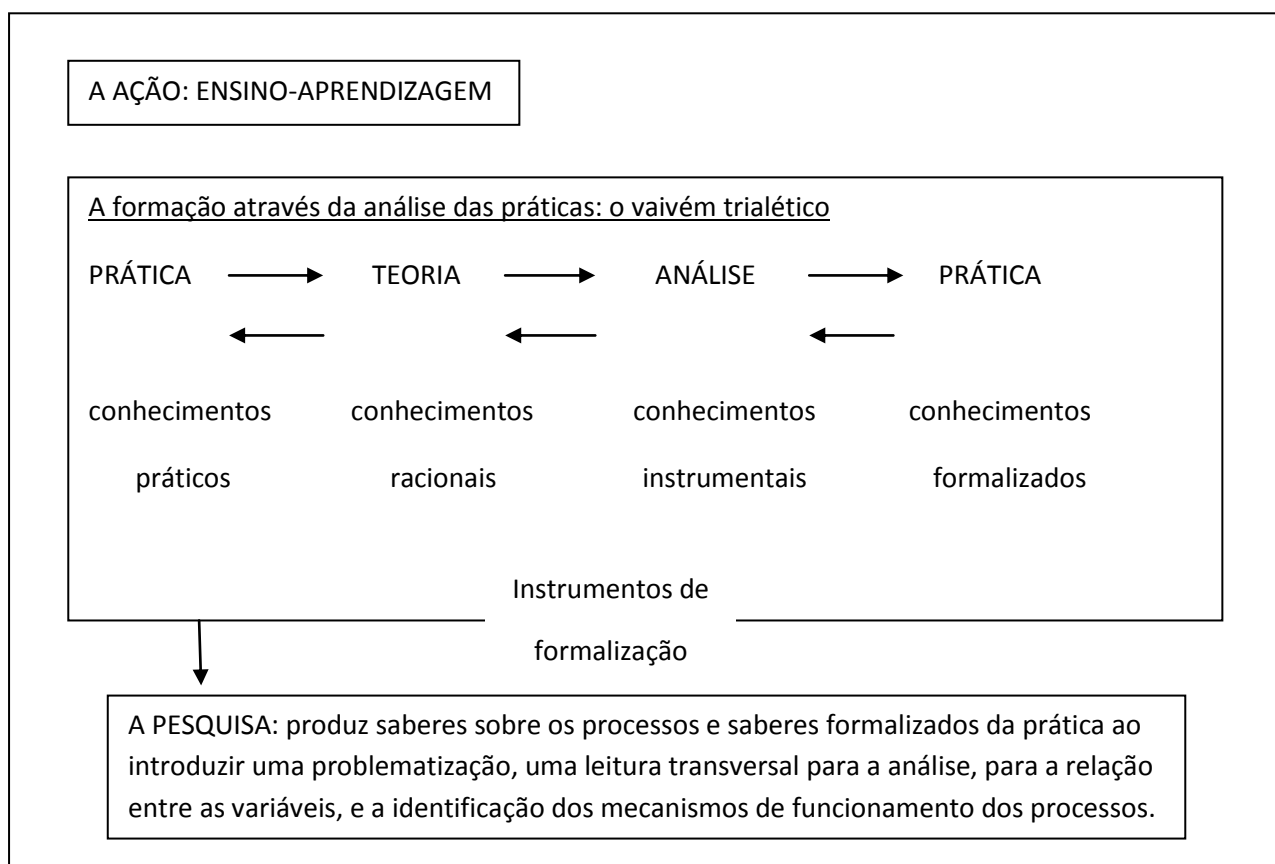 A AÇÃO: ENSINO-APRENDIZAGEM
A formação através da análise das práticas: o vaivém trialético
PRÁTICA TEORIA ANÁLISE PRÁTICA
conhecimentos conhecimentos conhecimentos conhecimentos
práticos racionais instrumentais formalizados
Instrumentos de
formalização
A PESQUISA: produz saberes sobre os processos e saberes formalizados da prática ao
introduzir uma problematização, uma leitura transversal para a análise, para a relação
entre as variáveis, e a identificação dos mecanismos de funcionamento dos processos.